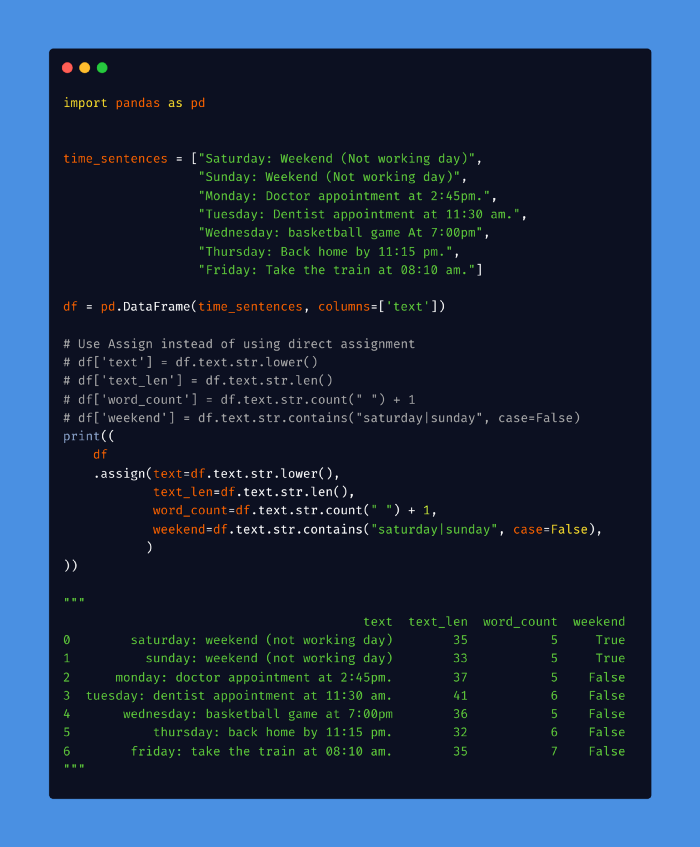 import pandas as pd
time_sentences = ["Saturday: Weekend (Not working day)",
"Sunday: Weekend (Not working day)",
"Monday: Doctor appointment at 2:45pm.",
"Tuesday: Dentist appointment at 11:30 am.",
"Wednesday: basketball game At 7:00pm",
"Thursday: Back home by 11:15 pm.",
"Friday: Take the train at 08:10 am."]
df = pd.DataFrame(time_sentences, columns=['text'])
# Use Assign instead of using direct assignment
# df['text'] = df.text.str.lower()
# df['text_len'] = df.text.str.len()
# df['word_count'] = df.text.str.count(" ") + 1
# df['weekend'] = df.text.str.contains("saturday|sunday", case=False)
print((
df
.assign(text=df.text.str.lower(),
text_len=df.text.str.len(),
word_count=df.text.str.count(" ") + 1,
weekend=df.text.str.contains("saturday|sunday", case=False),
)
))
"""
text text_len word_count weekend
0 saturday: weekend (not working day) 35 5 True
1 sunday: weekend (not working day) 33 5 True
2 monday: doctor appointment at 2:45pm. 37 5 False
3 tuesday: dentist appointment at 11:30 am. 41 6 False
4 wednesday: basketball game at 7:00pm 36 5 False
5 thursday: back home by 11:15 pm. 32 6 False
6 friday: take the train at 08:10 am. 35 7 False
"""